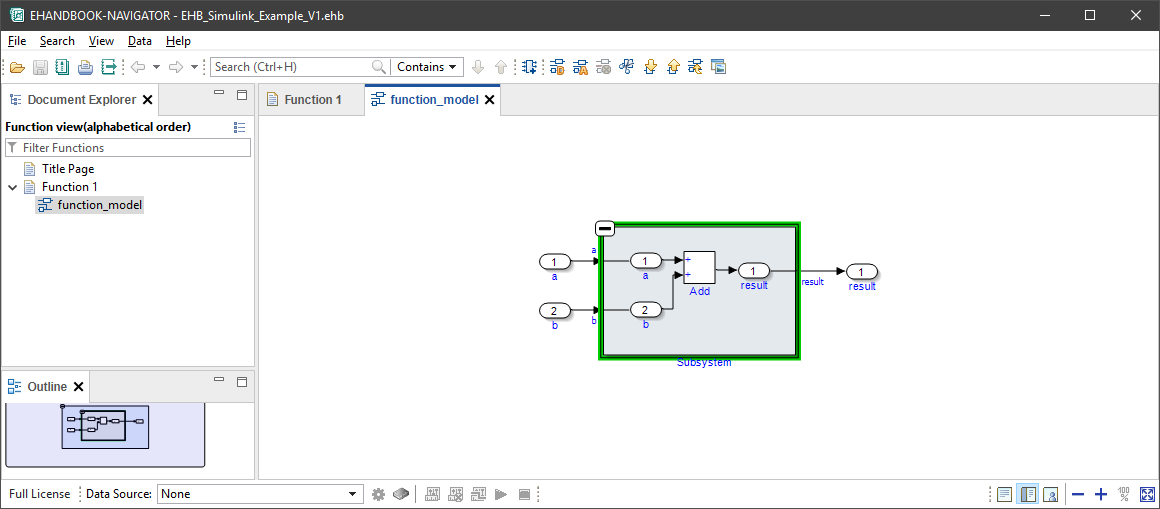 EHANDBOOK-NAVIGATOR - EHB_Simulink_Example_V1.ehb
File Search View Data Help
Search (Ctrl+H) Contains
Document Explorer
Function 1
function_model
Function view(alphabetical order)
Filter Functions
Title Page
Function 1
function_model
1
a
2
b
a
b
1
a
2
b
+
+
Add
1
result
result
1
result
Subsystem
Outline
Full License
Data Source: None
100
%